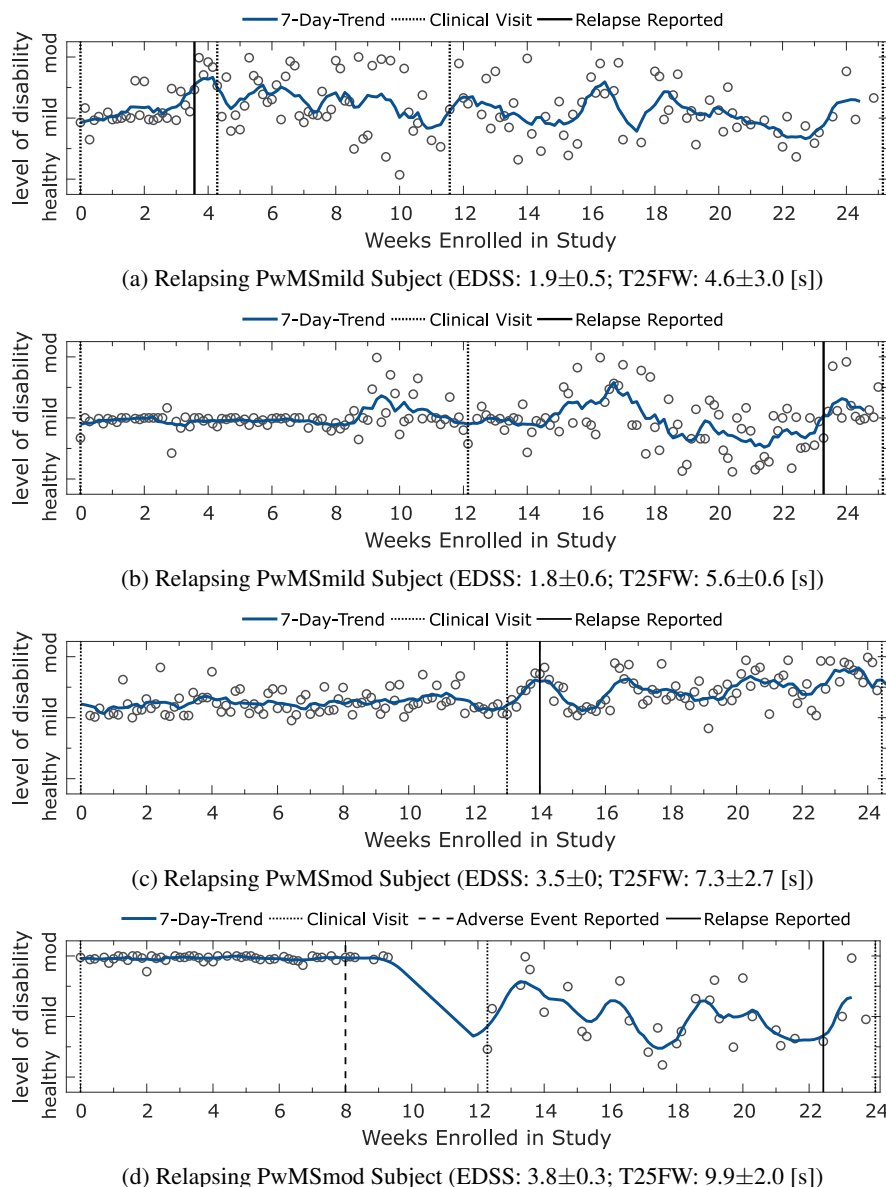 7-Day-Trend Clinical Visit Relapse Reported
level of disability
mod
mild
healthy
0 2 4 6 8 10 12 14 16 18 20 22 24
Weeks Enrolled in Study
(a) Relapsing PwMSmild Subject (EDSS: 1.9±0.5; T25FW: 4.6±3.0 [s])
7-Day-Trend Clinical Visit Relapse Reported
level of disability
mod
mild
healthy
0 2 4 6 8 10 12 14 16 18 20 22 24
Weeks Enrolled in Study
(b) Relapsing PwMSmild Subject (EDSS: 1.8±0.6; T25FW: 5.6±0.6 [s])
7-Day-Trend Clinical Visit Relapse Reported
level of disability
mod
mild
healthy
0 2 4 6 8 10 12 14 16 18 20 22 24
Weeks Enrolled in Study
(c) Relapsing PwMSmod Subject (EDSS: 3.5±0; T25FW: 7.3±2.7 [s])
7-Day-Trend Clinical Visit Adverse Event Reported Relapse Reported
level of disability
mod
mild
healthy
0 2 4 6 8 10 12 14 16 18 20 22 24
Weeks Enrolled in Study
(d) Relapsing PwMSmod Subject (EDSS: 3.8±0.3; T25FW: 9.9±2.0 [s])